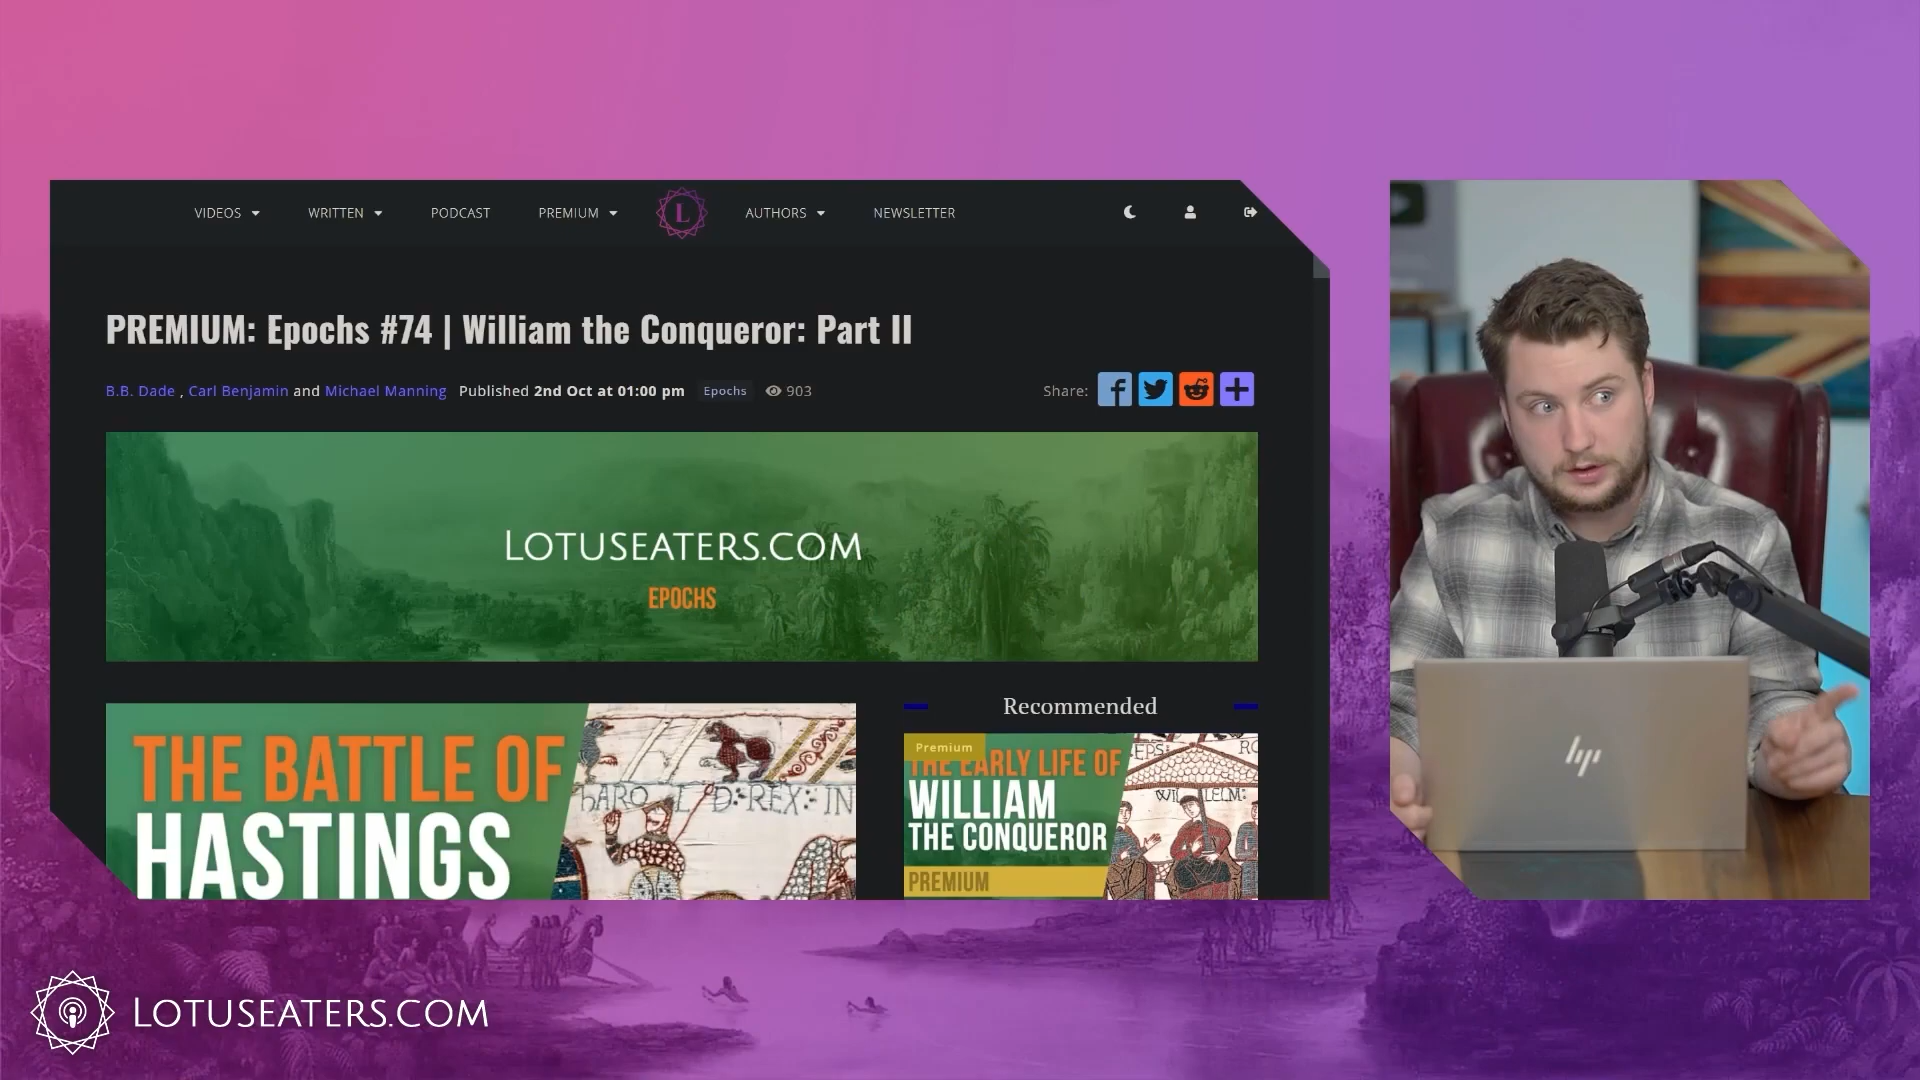 VIDEOS WRITTEN PODCAST PREMIUM L AUTHORS NEWSLETTER
PREMIUM: Epochs #74 | William the Conqueror: Part II
B.B. Dade , Carl Benjamin and Michael Manning Published 2nd Oct at 01:00 pm Epochs 903 Share:
LOTUSEATERS.COM
EPOCHS
THE BATTLE OF
HASTINGS
Recommended
Premium
THE EARLY LIFE OF
WILLIAM
THE CONQUEROR
PREMIUM
hp
LOTUSEATERS.COM